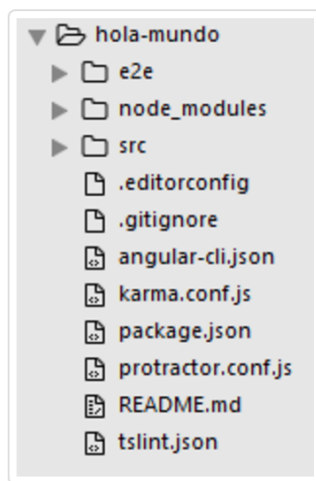 hola-mundo
e2e
node_modules
src
.editorconfig
.gitignore
angular-cli.json
karma.conf.js
package.json
protractor.conf.js
README.md
tslint.json